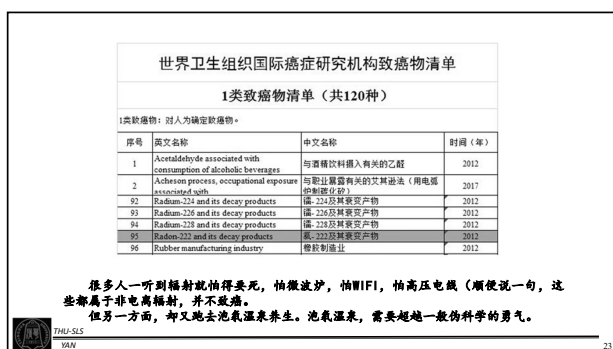 世界卫生组织国际癌症研究机构致癌物清单
1类致癌物清单（共120种）
1类致癌物：对人为确定致癌物。
序号 英文名称 中文名称 时间（年）
1 Acetaldehyde associated with consumption of alcoholic beverages 与酒精饮料摄入有关的乙醛 2012
2 Acheson process, occupational exposure associated with 与职业暴露有关的艾其逊法（用电弧炉制碳化矽） 2017
92 Radium-224 and its decay products 镭-224及其衰变产物 2012
93 Radium-226 and its decay products 镭-226及其衰变产物 2012
94 Radium-228 and its decay products 镭-228及其衰变产物 2012
95 Radon-222 and its decay products 氡-222及其衰变产物 2012
96 Rubber manufacturing industry 橡胶制造业 2012
很多人一听到辐射就怕得要死，怕微波炉，怕WIFI，怕高压电线（顺便说一句，这
些都属于非电离辐射，并不致癌。
但另一方面，却又跑去泡氡温泉养生。泡氡温泉，需要超越一般伪科学的勇气。
THU-SLS
YAN
23